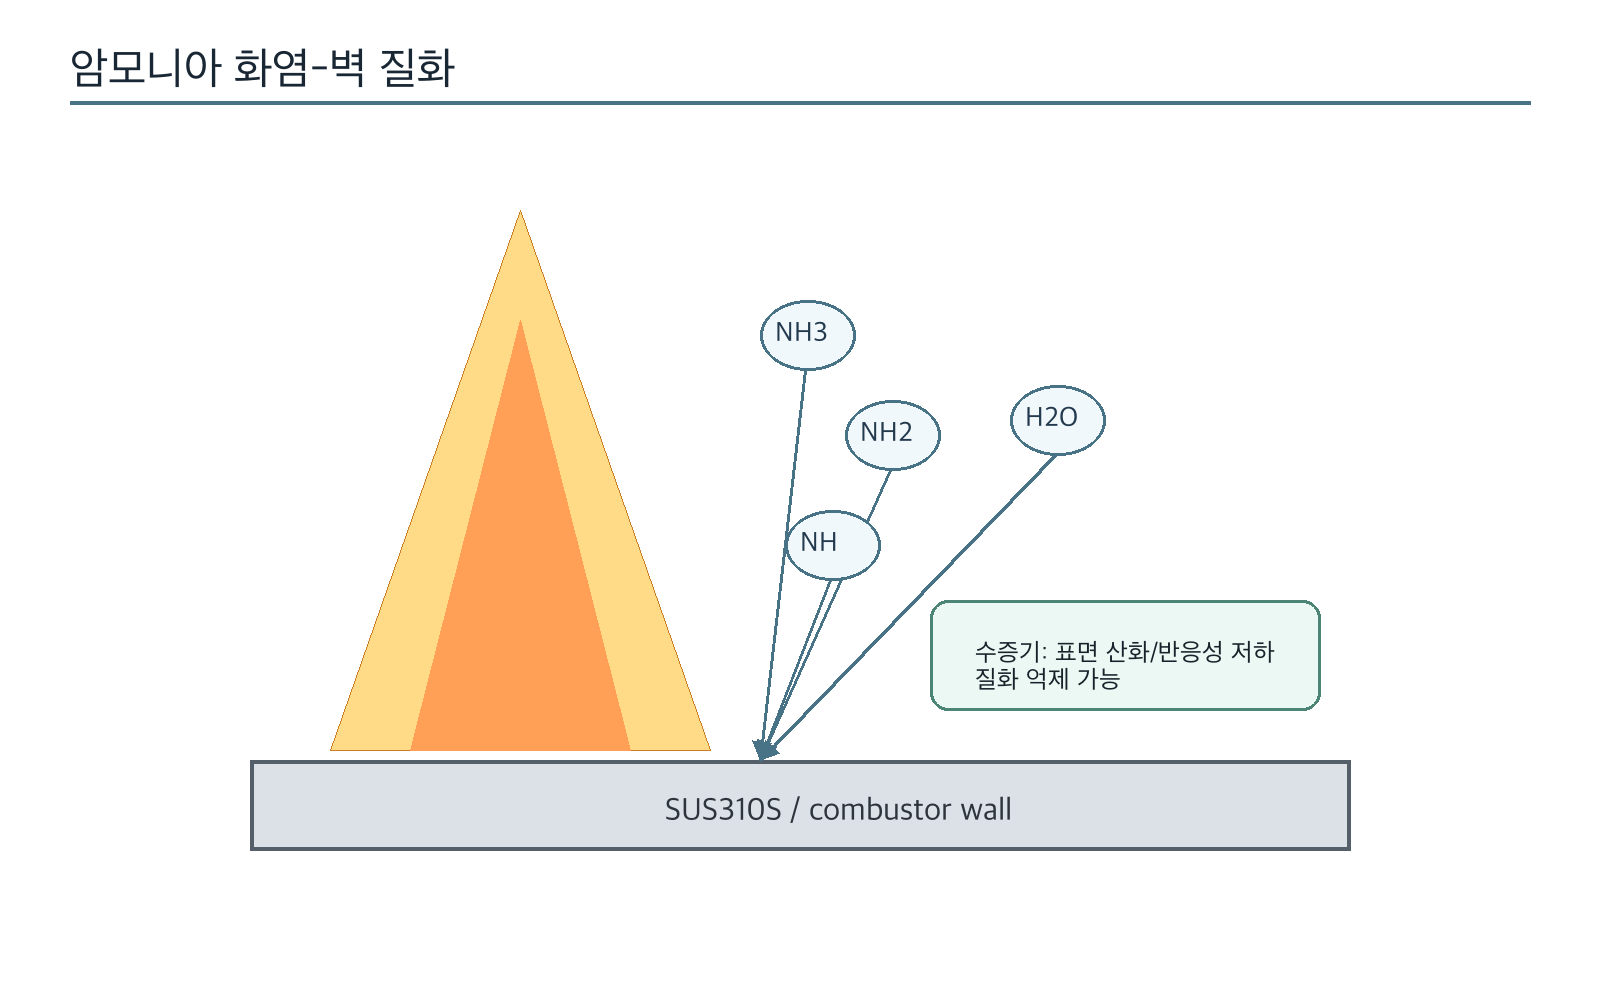 암모니아 화염-벽 질화
NH3
NH2
H2O
NH
수증기: 표면 산화/반응성 저하
질화 억제 가능
SUS310S / combustor wall